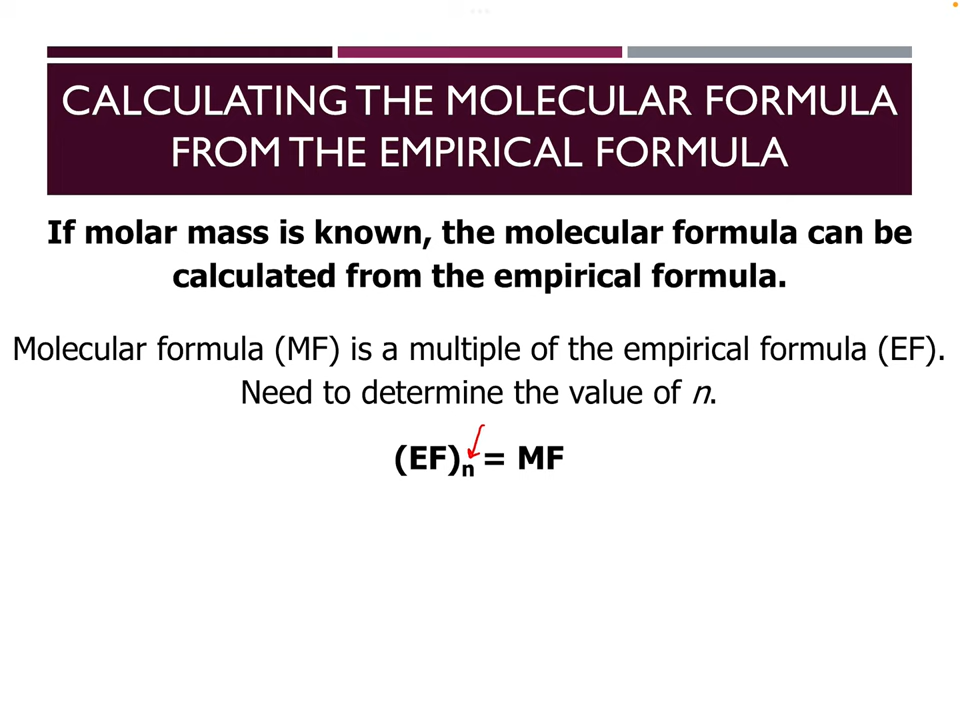 CALCULATING THE MOLECULAR FORMULA
FROM THE EMPIRICAL FORMULA
If molar mass is known, the molecular formula can be
calculated from the empirical formula.
Molecular formula (MF) is a multiple of the empirical formula (EF).
Need to determine the value of n.
(EF)n = MF